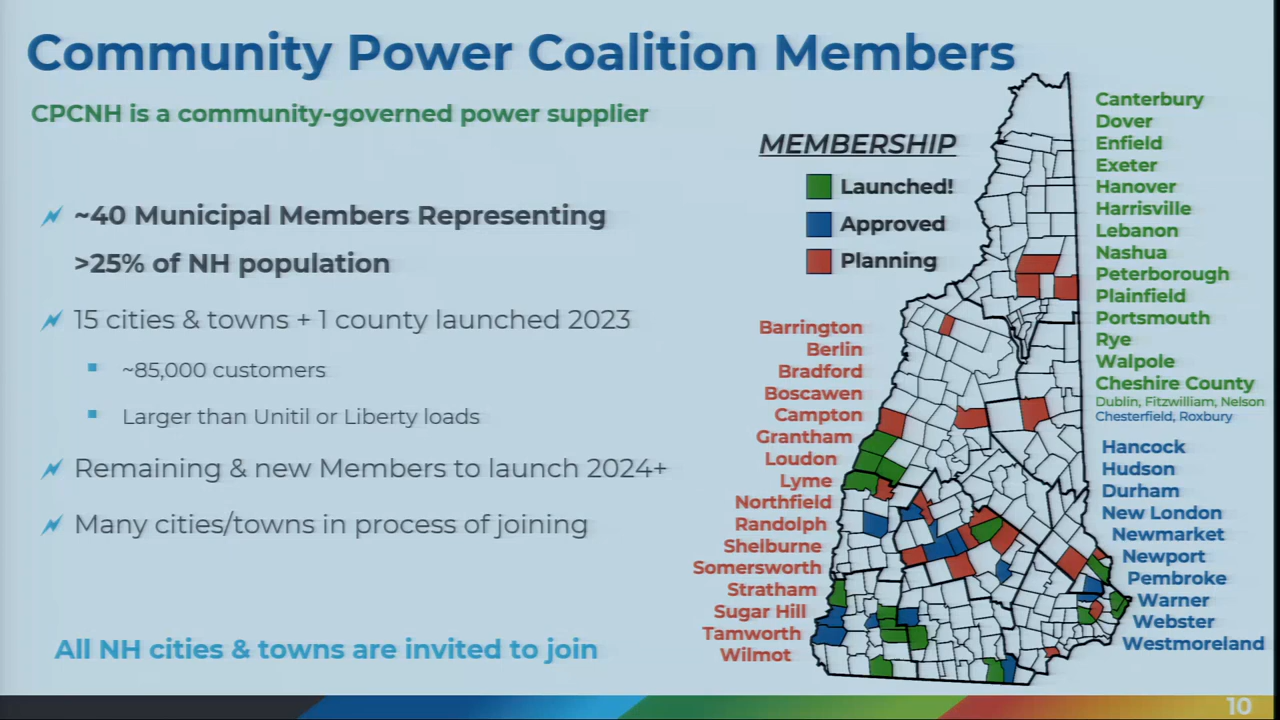 Community Power Coalition Members
CPCNH is a community-governed power supplier
~40 Municipal Members Representing
>25% of NH population
15 cities & towns + 1 county launched 2023
~85,000 customers
Larger than Unitil or Liberty loads
Remaining & new Members to launch 2024+
Many cities/towns in process of joining
All NH cities & towns are invited to join
MEMBERSHIP
Launched!
Approved
Planning
Barrington
Berlin
Bradford
Boscawen
Campton
Grantham
Loudon
Lyme
Northfield
Randolph
Shelburne
Somersworth
Stratham
Sugar Hill
Tamworth
Wilmot
Canterbury
Dover
Enfield
Exeter
Hanover
Harrisville
Lebanon
Nashua
Peterborough
Plainfield
Portsmouth
Rye
Walpole
Cheshire County
Dublin, Fitzwilliam, Nelson
Chesterfield, Roxbury
Hancock
Hudson
Durham
New London
Newmarket
Newport
Pembroke
Warner
Webster
Westmoreland
10